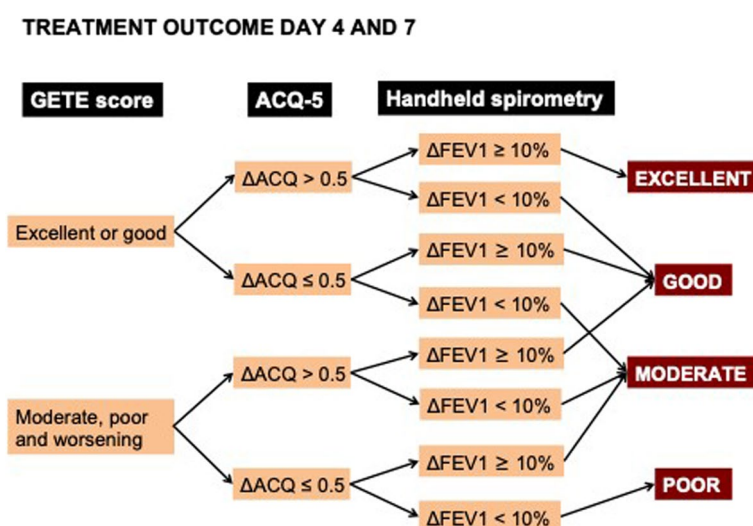 TREATMENT OUTCOME DAY 4 AND 7
GETE score
ACQ-5
Handheld spirometry
Excellent or good
ΔACQ > 0.5
ΔFEV1 ≥ 10%
ΔFEV1 < 10%
ΔACQ ≤ 0.5
ΔFEV1 ≥ 10%
ΔFEV1 < 10%
Moderate, poor
and worsening
ΔACQ > 0.5
ΔFEV1 ≥ 10%
ΔFEV1 < 10%
ΔACQ ≤ 0.5
ΔFEV1 ≥ 10%
ΔFEV1 < 10%
EXCELLENT
GOOD
MODERATE
POOR